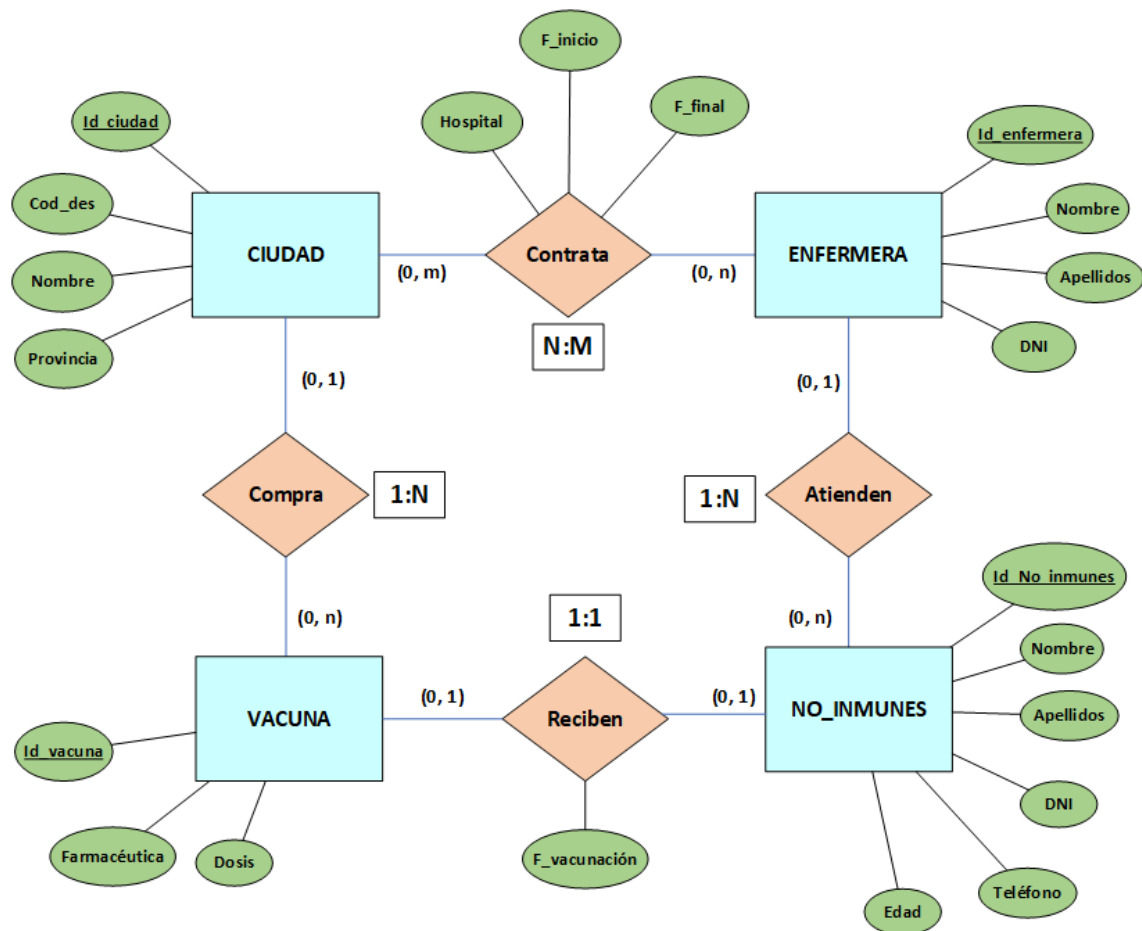 F_inicio
Hospital
F_final
Id_ciudad
Id_enfermera
Cod_des
Nombre
Nombre
Apellidos
Provincia
DNI
CIUDAD
(0, m)
Contrata
(0, n)
ENFERMERA
N:M
(0, 1)
(0, 1)
Compra
1:N
1:N
Atienden
(0, n)
1:1
(0, n)
Id_No_inmunes
Nombre
Apellidos
DNI
Teléfono
Edad
VACUNA
(0, 1)
Reciben
(0, 1)
NO_INMUNES
Id_vacuna
Farmacéutica
Dosis
F_vacunación